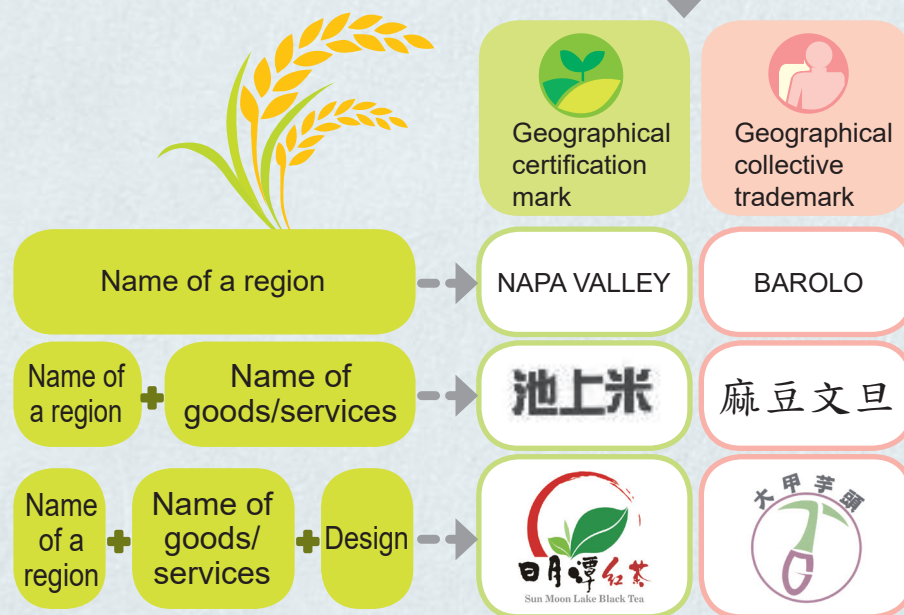 Geographical
certification
mark
Geographical
collective
trademark
Name of a region
NAPA VALLEY
BAROLO
Name of
a region
Name of
goods/services
池上米
麻豆文旦
Name
of a
region
Name of
goods/
services
Design
日月潭紅茶
Sun Moon Lake Black Tea
大甲芋頭